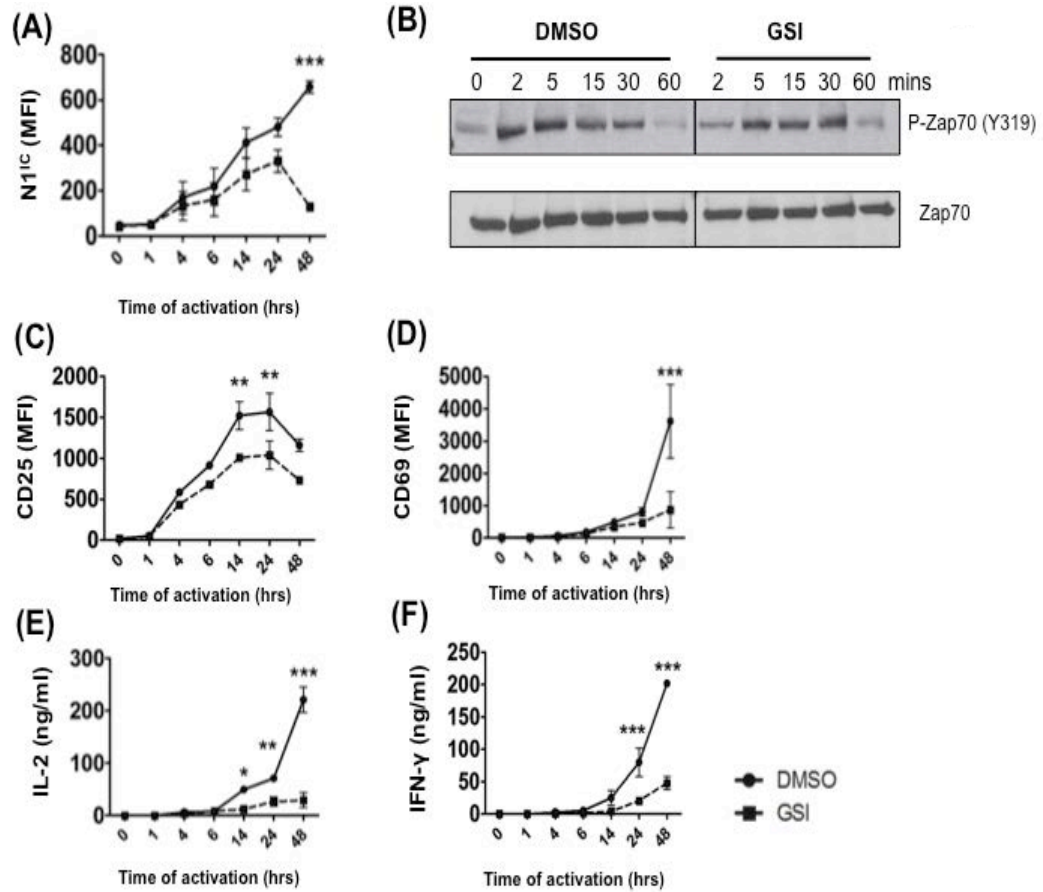 (A)
800
600
400
200
0
N1ᴵᶜ (MFI)
***
0 1 4 6 14 24 48
Time of activation (hrs)
(B)
DMSO GSI
0 2 5 15 30 60 2 5 15 30 60 mins
P-Zap70 (Y319)
Zap70
(C)
2000
1500
1000
500
0
CD25 (MFI)
** **
0 1 4 6 14 24 48
Time of activation (hrs)
(D)
5000
4000
3000
2000
1000
0
CD69 (MFI)
***
0 1 4 6 14 24 48
Time of activation (hrs)
(E)
300
200
100
0
IL-2 (ng/ml)
* ** ***
0 1 4 6 14 24 48
Time of activation (hrs)
(F)
250
200
150
100
50
0
IFN-γ (ng/ml)
*** ***
0 1 4 6 14 24 48
Time of activation (hrs)
DMSO
GSI